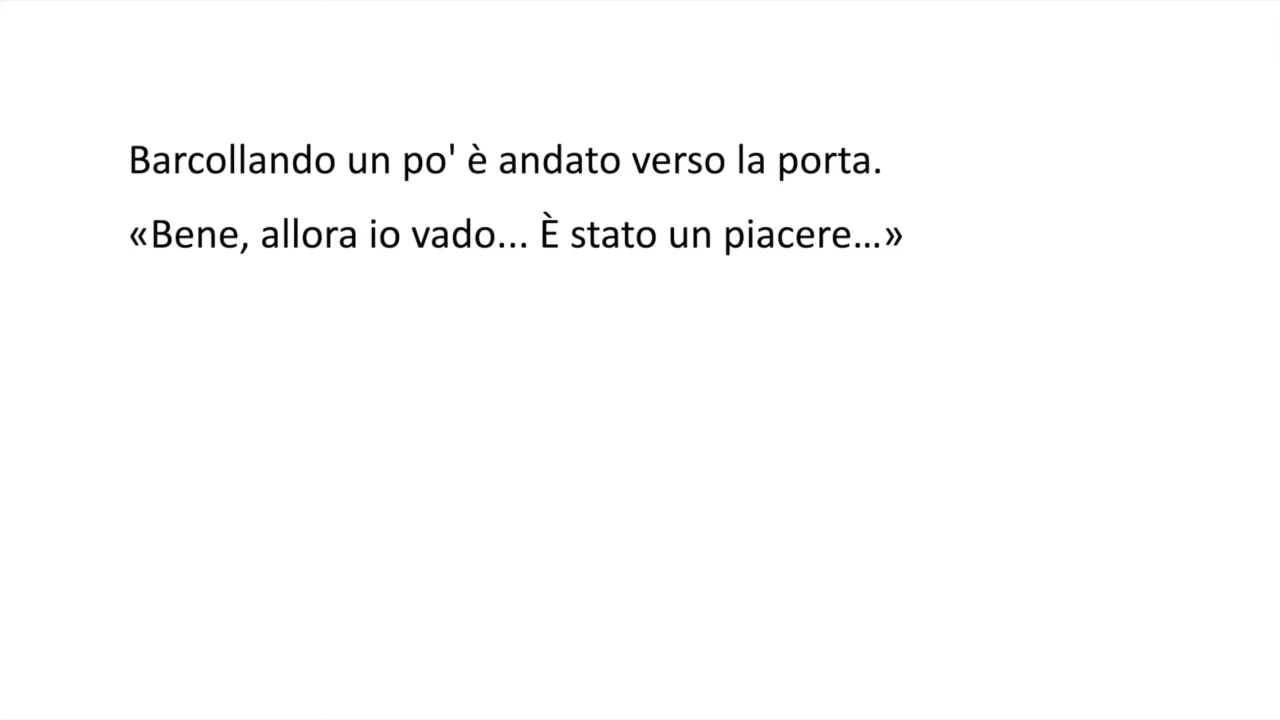 Barcollando un po' è andato verso la porta.
«Bene, allora io vado... È stato un piacere…»